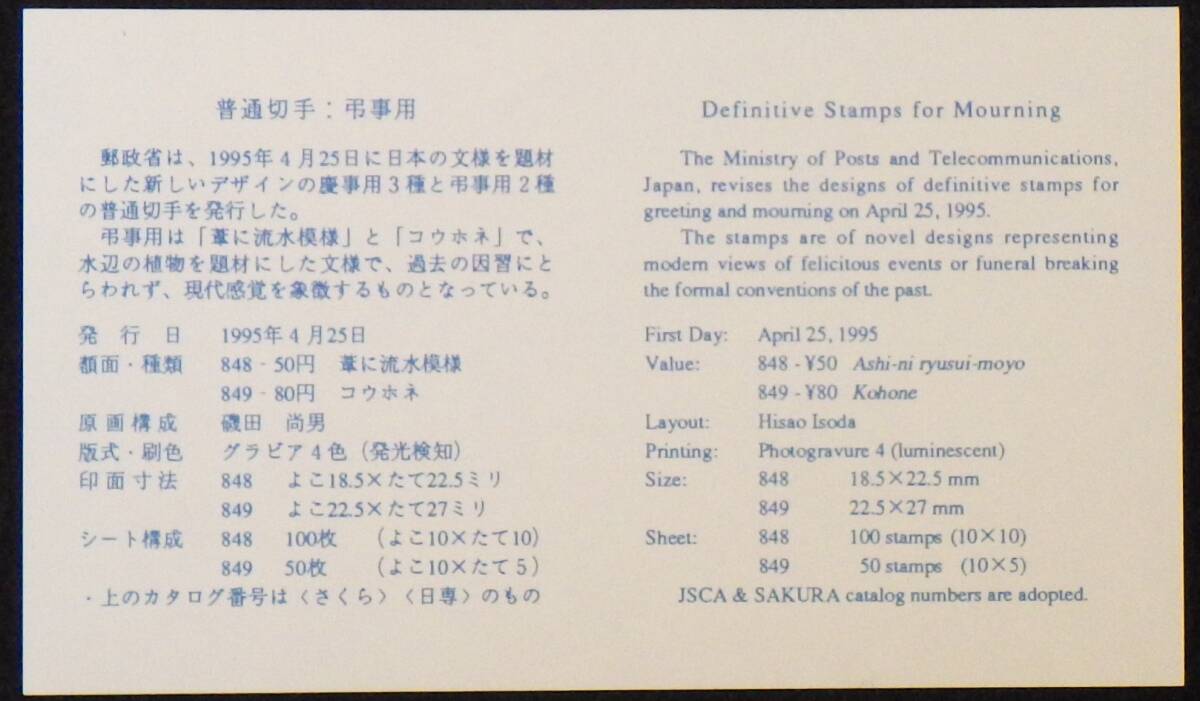 普通切手：弔事用
郵政省は、1995年4月25日に日本の文様を題材
にした新しいデザインの慶事用3種と弔事用2種
の普通切手を発行した。
弔事用は「葦に流水模様」と「コウホネ」で、
水辺の植物を題材にした文様で、過去の因習にと
らわれず、現代感覚を象徴するものとなっている。
発行日 1995年4月25日
額面・種類 848 - 50円 葦に流水模様
849 - 80円 コウホネ
原画構成 磯田 尚男
版式・刷色 グラビア4色（発光検知）
印面寸法 848 よこ18.5×たて22.5ミリ
849 よこ22.5×たて27ミリ
シート構成 848 100枚 （よこ10×たて10）
849 50枚 （よこ10×たて5）
・上のカタログ番号は〈さくら〉〈日専〉のもの
Definitive Stamps for Mourning
The Ministry of Posts and Telecommunications,
Japan, revises the designs of definitive stamps for
greeting and mourning on April 25, 1995.
The stamps are of novel designs representing
modern views of felicitous events or funeral breaking
the formal conventions of the past.
First Day: April 25, 1995
Value: 848 - ¥50 Ashi-ni ryusui-moyo
849 - ¥80 Kohone
Layout: Hisao Isoda
Printing: Photogravure 4 (luminescent)
Size: 848 18.5×22.5 mm
849 22.5×27 mm
Sheet: 848 100 stamps (10×10)
849 50 stamps (10×5)
JSCA & SAKURA catalog numbers are adopted.